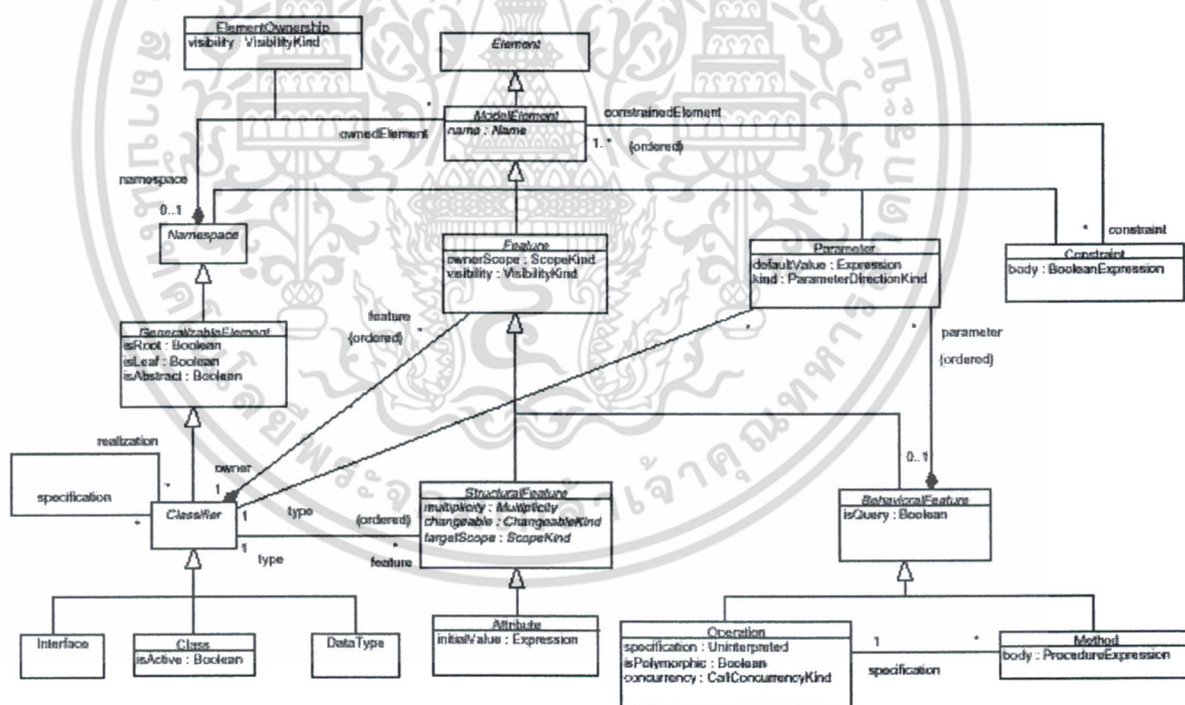 ElementOwnership
visibility : VisibilityKind
Element
ModelElement
name : Name
ownedElement
*
constrainedElement
1..*
{ordered}
namespace
0..1
Namespace
Feature
ownerScope : ScopeKind
visibility : VisibilityKind
Parameter
defaultValue : Expression
kind : ParameterDirectionKind
*
constraint
Constraint
body : BooleanExpression
GeneralizableElement
isRoot : Boolean
isLeaf : Boolean
isAbstract : Boolean
feature
*
{ordered}
*
*
parameter
{ordered}
realization
*
specification
*
owner
1
Classifier
1
type
1
type
{ordered}
*
feature
StructuralFeature
multiplicity : Multiplicity
changeable : ChangeableKind
targetScope : ScopeKind
0..1
BehavioralFeature
isQuery : Boolean
Interface
Class
isActive : Boolean
DataType
Attribute
initialValue : Expression
Operation
specification : Uninterpreted
isPolymorphic : Boolean
concurrency : CallConcurrencyKind
1
*
specification
Method
body : ProcedureExpression